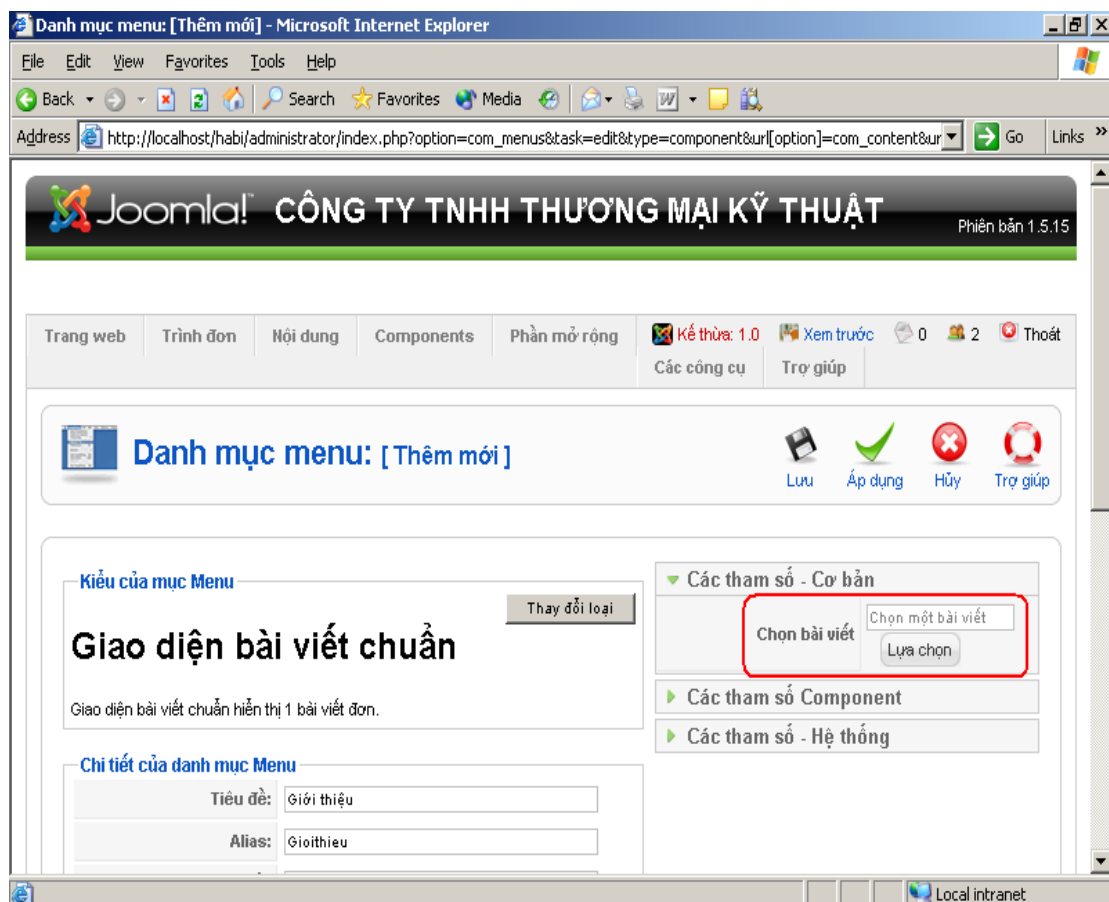 Danh mục menu: [Thêm mới] - Microsoft Internet Explorer
File Edit View Favorites Tools Help
Back Search Favorites Media
Address http://localhost/habi/administrator/index.php?option=com_menus&task=edit&type=component&url[option]=com_content&ur Go Links »
Joomla! CÔNG TY TNHH THƯƠNG MẠI KỸ THUẬT
Phiên bản 1.5.15
Trang web Trình đơn Nội dung Components Phần mở rộng Kế thừa: 1.0 Xem trước 0 2 Thoát
Các công cụ Trợ giúp
Danh mục menu: [ Thêm mới ]
Lưu Áp dụng Hủy Trợ giúp
Kiểu của mục Menu
Thay đổi loại
Giao diện bài viết chuẩn
Giao diện bài viết chuẩn hiển thị 1 bài viết đơn.
Các tham số - Cơ bản
Chọn bài viết Chọn một bài viết
Lựa chọn
Các tham số Component
Các tham số - Hệ thống
Chi tiết của danh mục Menu
Tiêu đề: Giới thiệu
Alias: Gioithieu
Local intranet